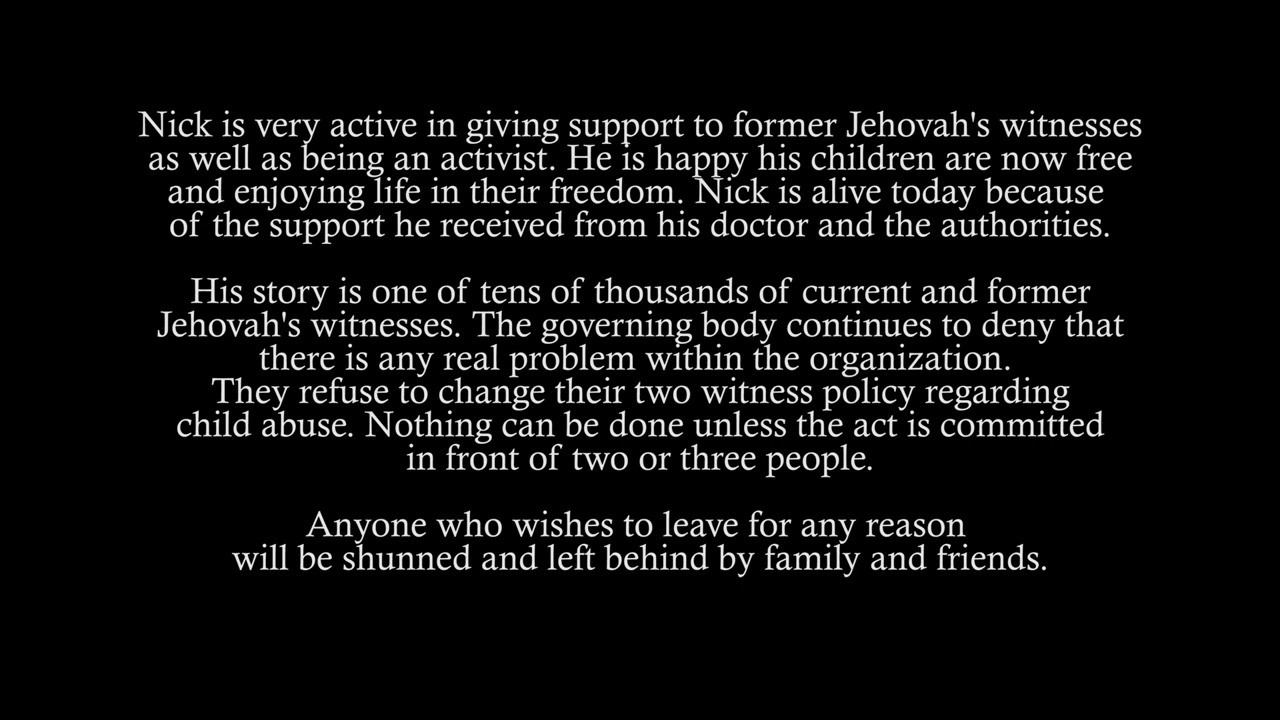 Nick is very active in giving support to former Jehovah's witnesses
as well as being an activist. He is happy his children are now free
and enjoying life in their freedom. Nick is alive today because
of the support he received from his doctor and the authorities.
His story is one of tens of thousands of current and former
Jehovah's witnesses. The governing body continues to deny that
there is any real problem within the organization.
They refuse to change their two witness policy regarding
child abuse. Nothing can be done unless the act is committed
in front of two or three people.
Anyone who wishes to leave for any reason
will be shunned and left behind by family and friends.